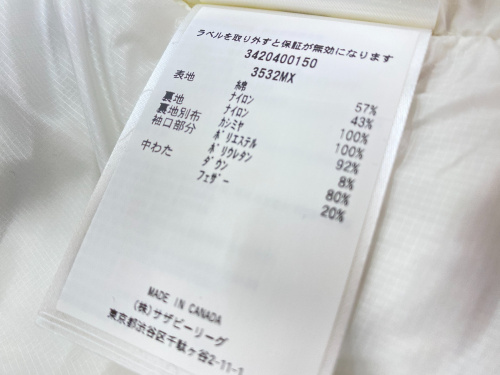 ラベルを取り外すと保証が無効になります
3420400150
3532MX
表地 綿 57%
ナイロン 43%
裏地 ナイロン 100%
裏地別布 カシミヤ 100%
袖口部分 ポリエステル 92%
ポリウレタン 8%
中わた ダウン 80%
フェザー 20%
MADE IN CANADA
(株)サザビーリーグ
東京都渋谷区千駄ヶ谷2-11-1